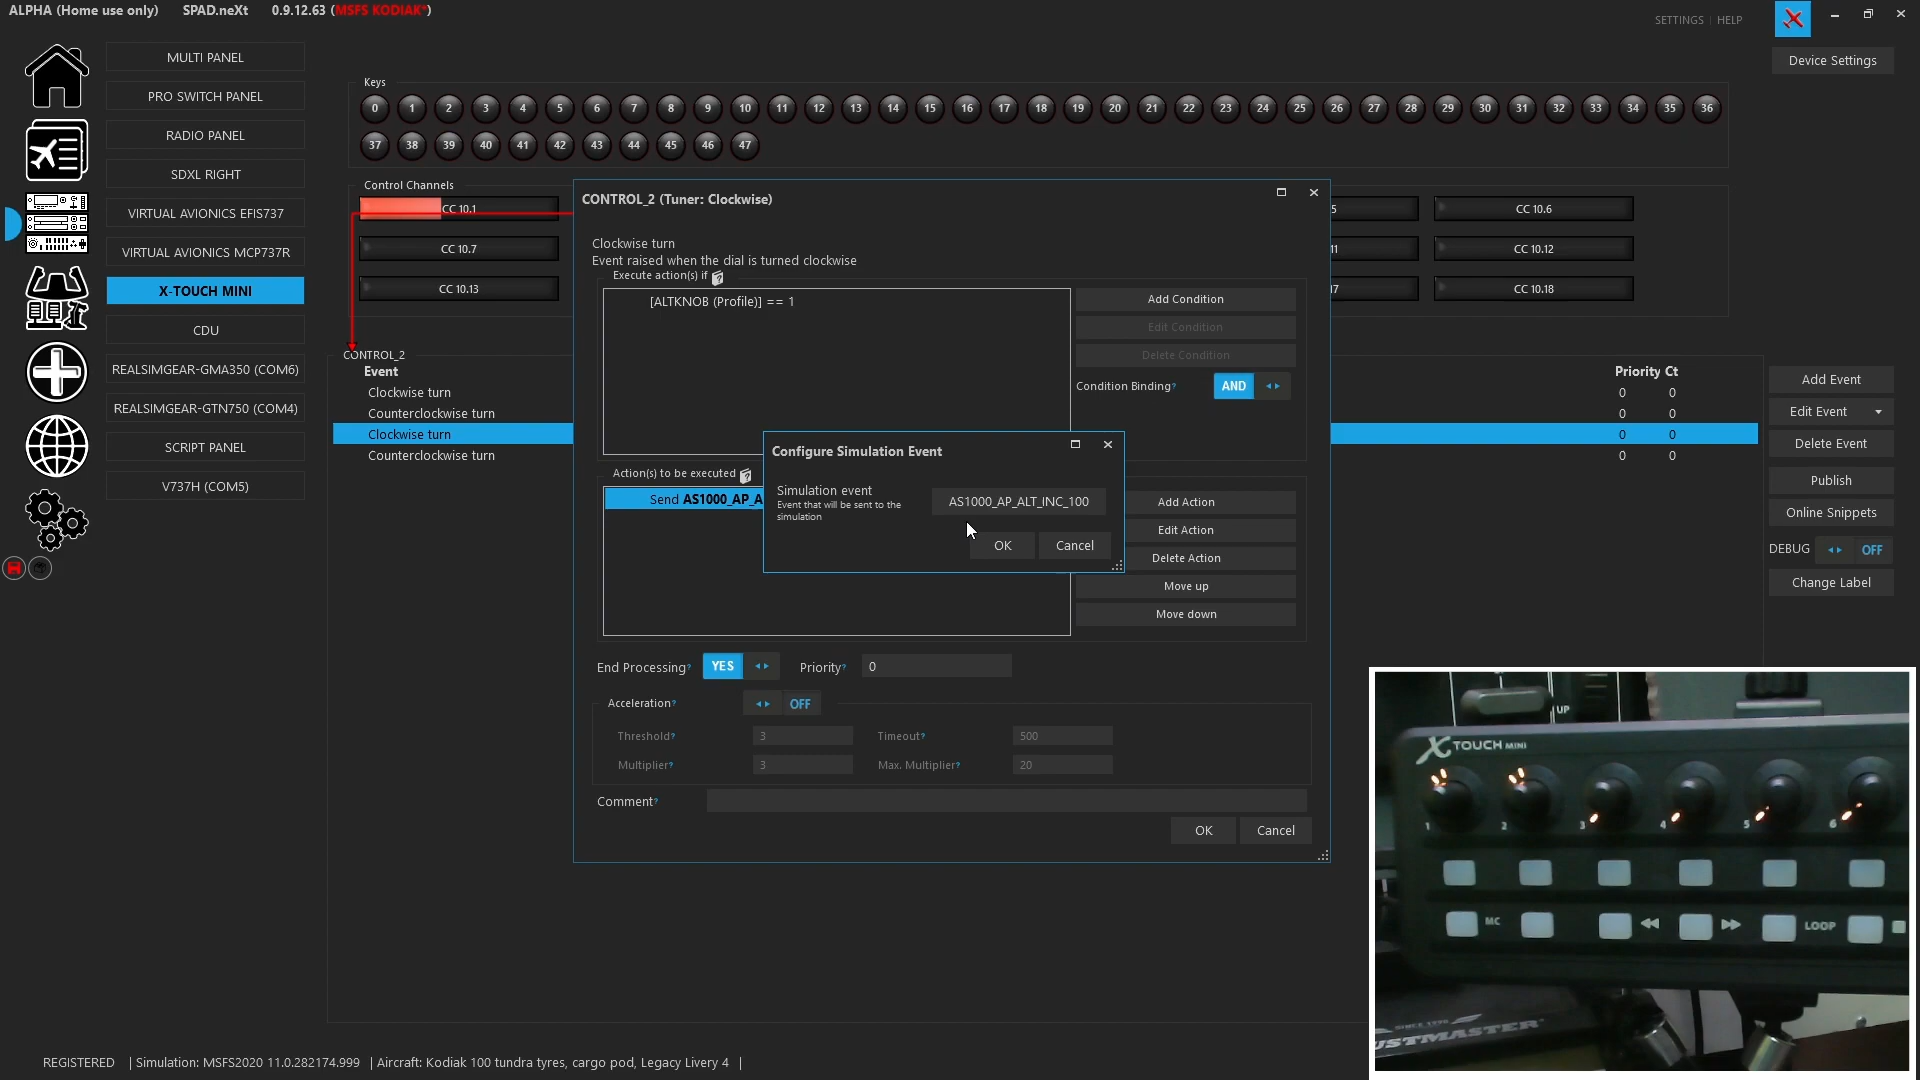 ALPHA (Home use only) SPAD.neXt 0.9.12.63 (MSFS KODIAK*)
SETTINGS | HELP
Device Settings
MULTI PANEL
PRO SWITCH PANEL
RADIO PANEL
SDXL RIGHT
VIRTUAL AVIONICS EFIS737
VIRTUAL AVIONICS MCP737R
X-TOUCH MINI
CDU
REALSIMGEAR-GMA350 (COM6)
REALSIMGEAR-GTN750 (COM4)
SCRIPT PANEL
V737H (COM5)
Keys
0 1 2 3 4 5 6 7 8 9 10 11 12 13 14 15 16 17 18 19 20 21 22 23 24 25 26 27 28 29 30 31 32 33 34 35 36
37 38 39 40 41 42 43 44 45 46 47
Control Channels
CC 10.1 5 CC 10.6
CC 10.7 11 CC 10.12
CC 10.13 17 CC 10.18
CONTROL_2
Event Priority Ct
Clockwise turn 0 0
Counterclockwise turn 0 0
Clockwise turn 0 0
Counterclockwise turn 0 0
Add Event
Edit Event
Delete Event
Publish
Online Snippets
DEBUG OFF
Change Label
CONTROL_2 (Tuner: Clockwise)
Clockwise turn
Event raised when the dial is turned clockwise
Execute action(s) if
[ALTKNOB (Profile)] == 1
Add Condition
Edit Condition
Delete Condition
Condition Binding? AND
Action(s) to be executed
Send AS1000_AP_A
Add Action
Edit Action
Delete Action
Move up
Move down
Configure Simulation Event
Simulation event
Event that will be sent to the
simulation
AS1000_AP_ALT_INC_100
OK Cancel
End Processing? YES Priority? 0
Acceleration? OFF
Threshold? 3 Timeout? 500
Multiplier? 3 Max. Multiplier? 20
Comment?
OK Cancel
UP
X TOUCH MINI
1 2 3 4 5 6
MC LOOP
USTMASTER
REGISTERED | Simulation: MSFS2020 11.0.282174.999 | Aircraft: Kodiak 100 tundra tyres, cargo pod, Legacy Livery 4 |